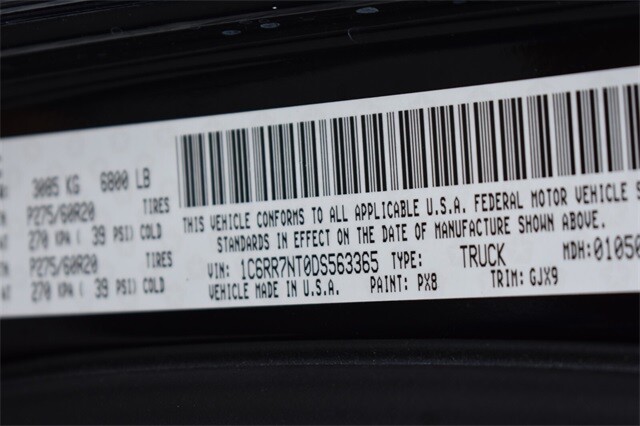 3085 KG 6800 LB
P275/60R20 TIRES
270 KPA ( 39 PSI) COLD
P275/60R20 TIRES
270 KPA ( 39 PSI) COLD
THIS VEHICLE CONFORMS TO ALL APPLICABLE U.S.A. FEDERAL MOTOR VEHICLE
STANDARDS IN EFFECT ON THE DATE OF MANUFACTURE SHOWN ABOVE.
VIN: 1C6RR7NT0DS563365 TYPE: TRUCK MDH:01050
VEHICLE MADE IN U.S.A. PAINT: PX8 TRIM: GJX9